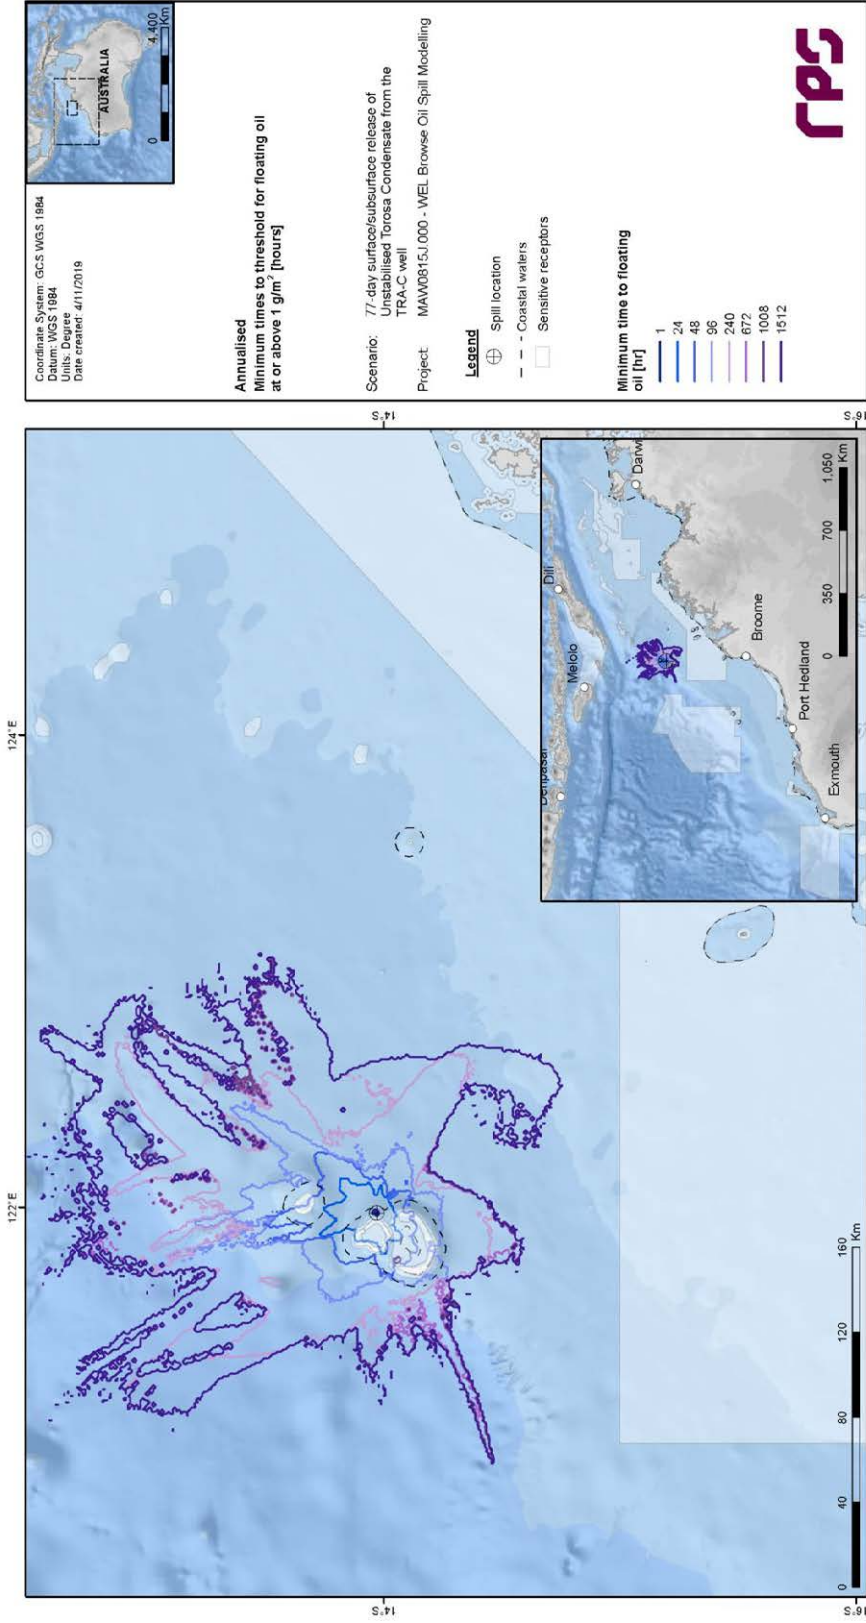 Coordinate System: GCS WGS 1984
Datum: WGS 1984
Units: Degree
Date created: 4/11/2019
AUSTRALIA
0 4,400
Km
Annualised
Minimum times to threshold for floating oil
at or above 1 g/m² [hours]
Scenario: 77-day surface/subsurface release of
Unstabilised Torosa Condensate from the
TRA-C well
Project: MAW0815J.000 - WEL Browse Oil Spill Modelling
Legend
Spill location
Coastal waters
Sensitive receptors
Minimum time to floating
oil [hr]
1
24
48
96
240
672
1008
1512
rps
122°E
124°E
14°S
14°S
16°S
16°S
0 40 80 120 160
Km
Denpasar
Melolo
Dili
Darwi
Broome
Port Hedland
Exmouth
0 350 700 1,050
Km